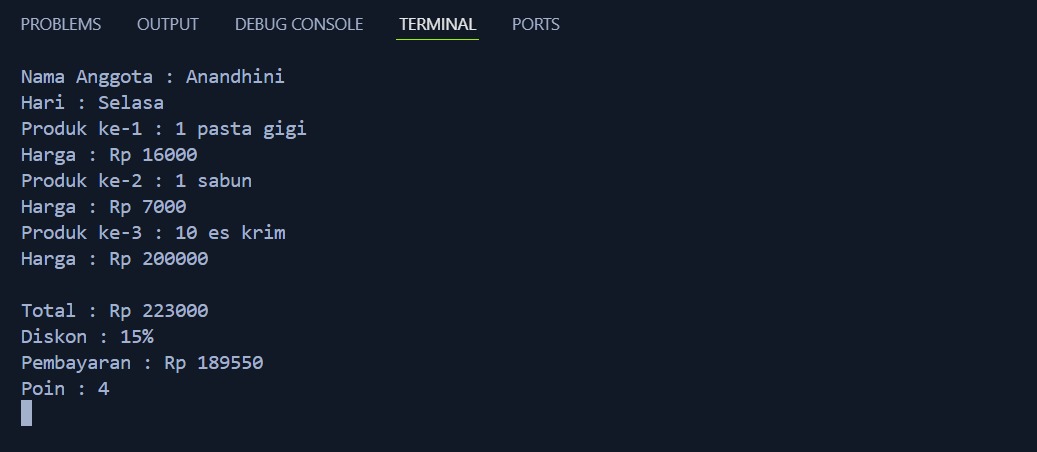 PROBLEMS OUTPUT DEBUG CONSOLE TERMINAL PORTS
Nama Anggota : Anandhini
Hari : Selasa
Produk ke-1 : 1 pasta gigi
Harga : Rp 16000
Produk ke-2 : 1 sabun
Harga : Rp 7000
Produk ke-3 : 10 es krim
Harga : Rp 200000
Total : Rp 223000
Diskon : 15%
Pembayaran : Rp 189550
Poin : 4